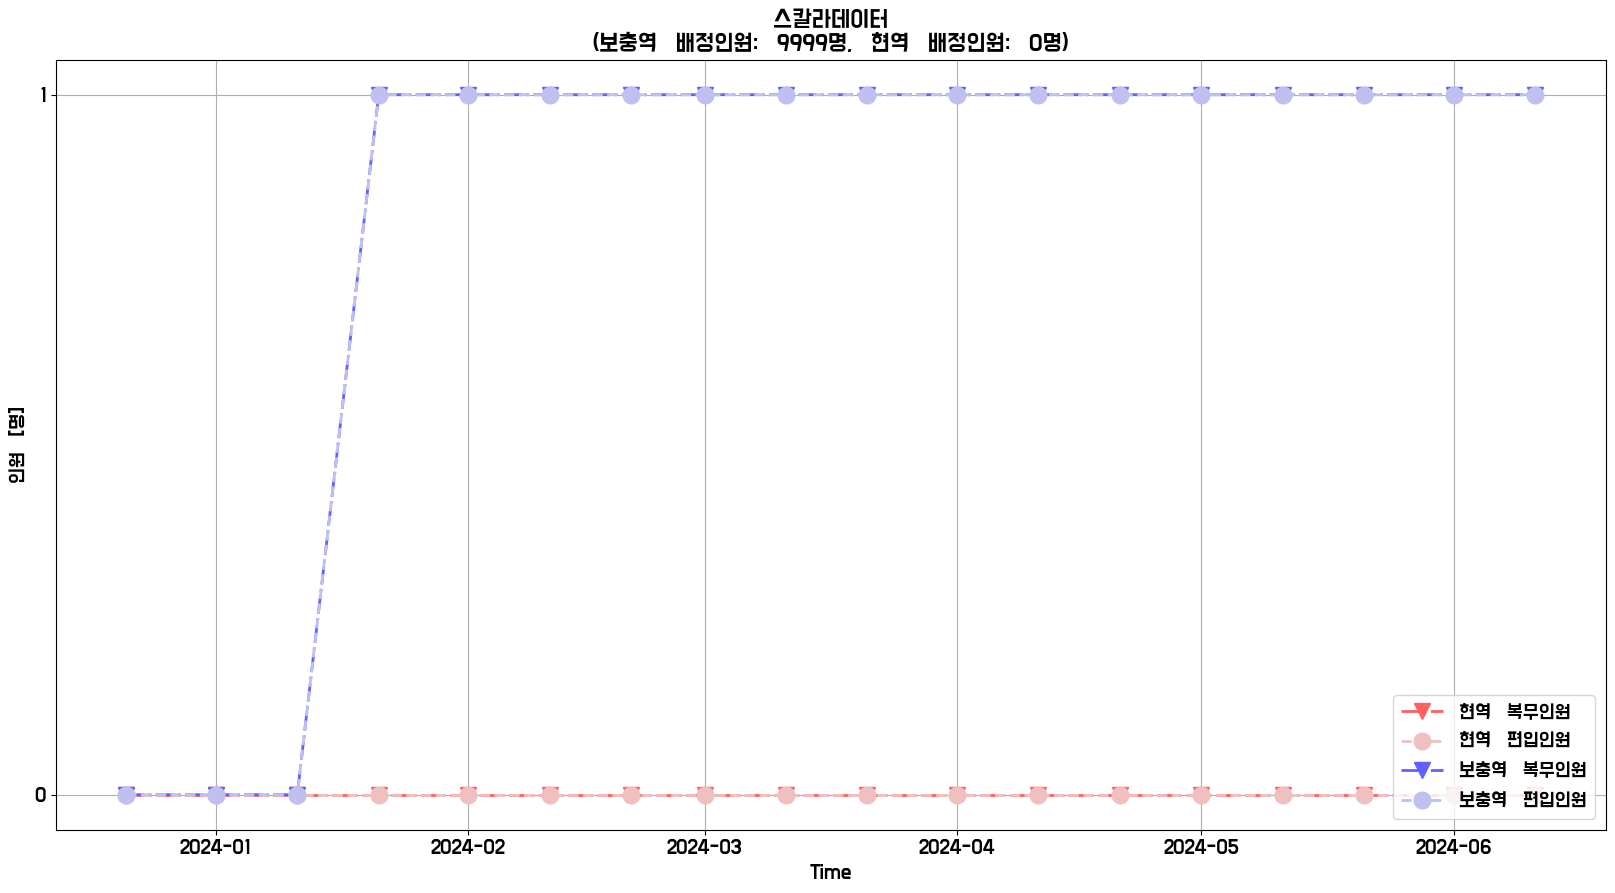 스칼라데이터
(보충역 배정인원: 9999명, 현역 배정인원: 0명)
1
인원 [명]
0
현역 복무인원
현역 편입인원
보충역 복무인원
보충역 편입인원
2024-01 2024-02 2024-03 2024-04 2024-05 2024-06
Time